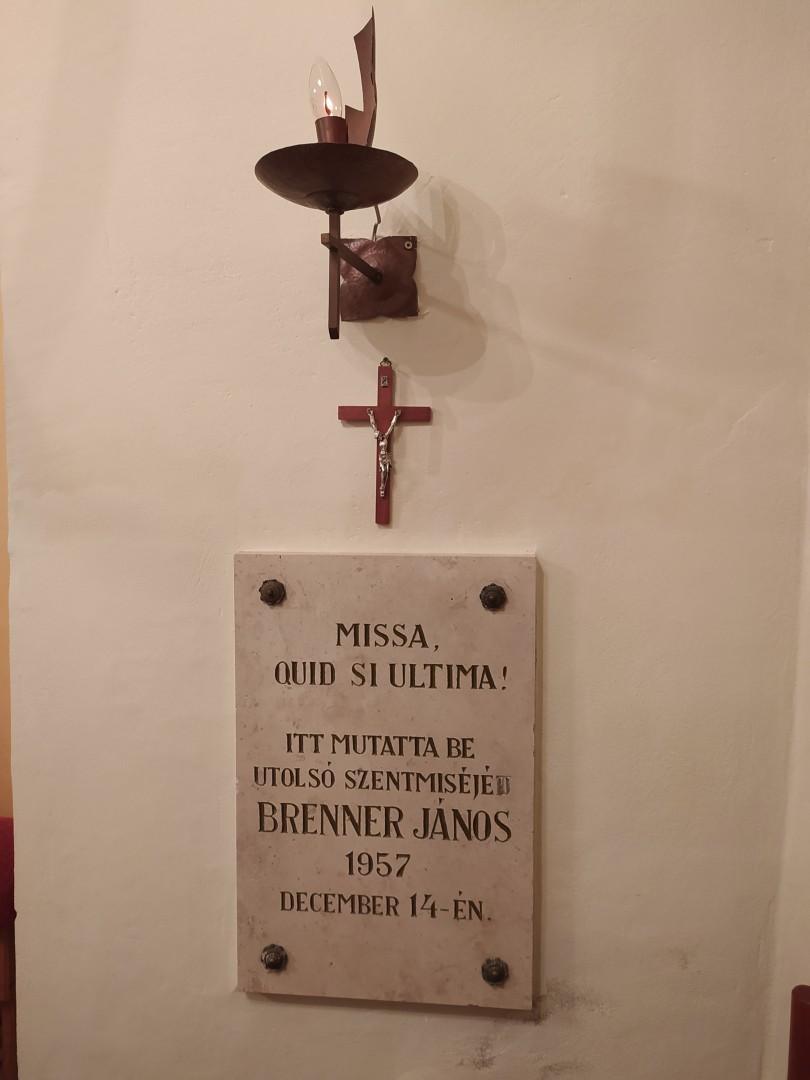 MISSA,
QUID SI ULTIMA!
ITT MUTATTA BE
UTOLSÓ SZENTMISÉJÉT
BRENNER JÁNOS
1957
DECEMBER 14-ÉN.